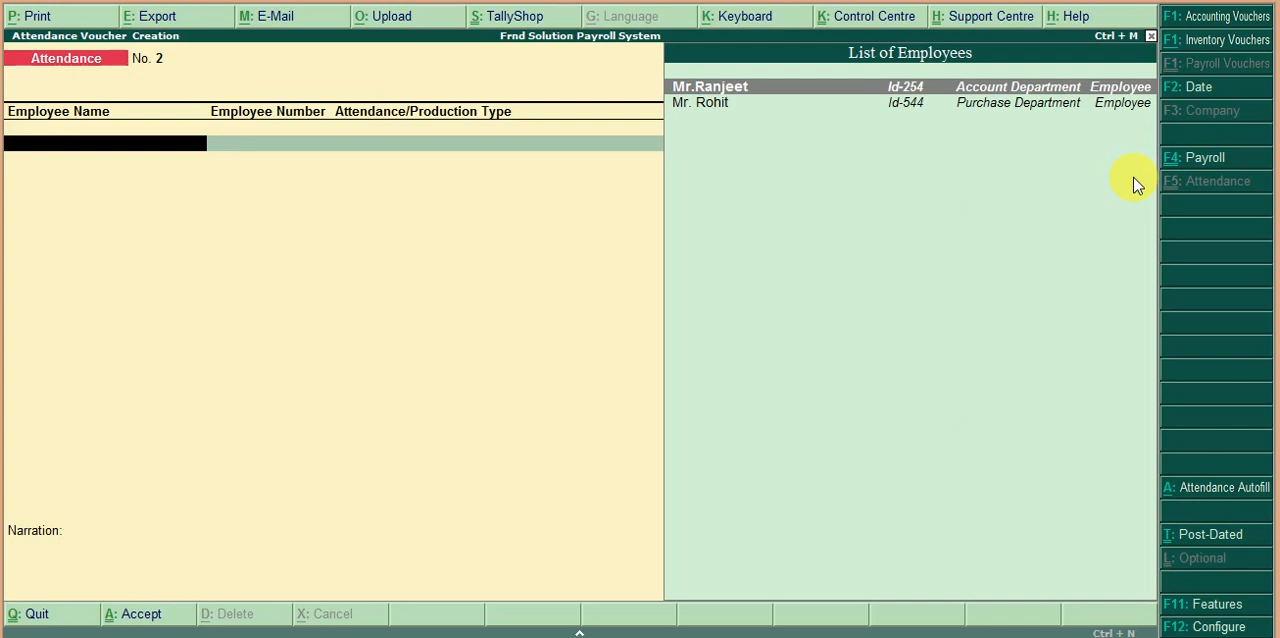 P: Print E: Export M: E-Mail O: Upload S: TallyShop G: Language K: Keyboard K: Control Centre H: Support Centre H: Help
Attendance Voucher Creation Frnd Solution Payroll System Ctrl + M
Attendance No. 2
Employee Name Employee Number Attendance/Production Type
Narration:
List of Employees
Mr.Ranjeet Id-254 Account Department Employee
Mr. Rohit Id-544 Purchase Department Employee
F1: Accounting Vouchers
F1: Inventory Vouchers
F1: Payroll Vouchers
F2: Date
F3: Company
F4: Payroll
F5: Attendance
A: Attendance Autofill
T: Post-Dated
L: Optional
F11: Features
F12: Configure
Q: Quit A: Accept D: Delete X: Cancel
Ctrl + N